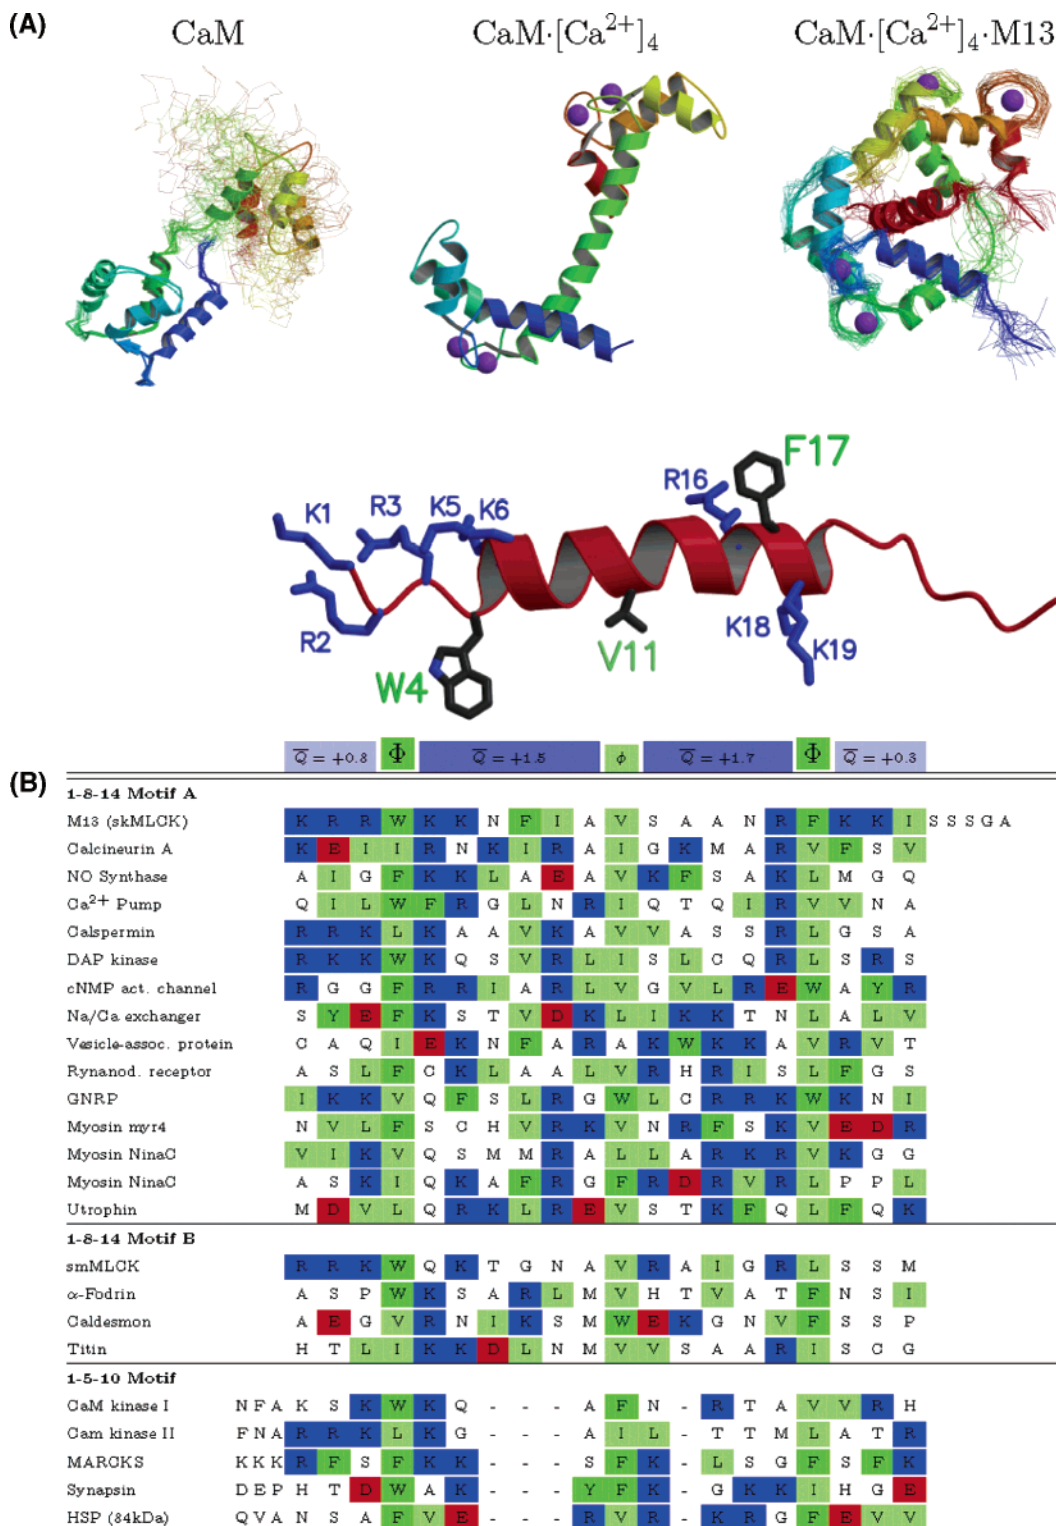 (A)
CaM CaM·[Ca2+]4 CaM·[Ca2+]4·M13
F17
R16
K1 R3 K5 K6
R2 W4 V11 K18 K19
Q = +0.8 Φ Q = +1.5 ϕ Q = +1.7 Φ Q = +0.3
(B)
1-8-14 Motif A
M13 (skMLCK) K R R W K K N F I A V S A A N R F K K I S S S G A
Calcineurin A K E I I R N K I R A I G K M A R V F S V
NO Synthase A I G F K K L A E A V K F S A K L M G Q
Ca2+ Pump Q I L W F R G L N R I Q T Q I R V V N A
Calspermin R R K L K A A V K A V V A S S R L G S A
DAP kinase R K K W K Q S V R L I S L C Q R L S R S
cNMP act. channel R G G F R R I A R L V G V L R E W A Y R
Na/Ca exchanger S Y E F K S T V D K L I K K T N L A L V
Vesicle-assoc. protein C A Q I E K N F A R A K W K K A V R V T
Rynanod. receptor A S L F C K L A A L V R H R I S L F G S
GNRP I K K V Q F S L R G W L C R R K W K N I
Myosin myr4 N V L F S C H V R K V N R F S K V E D R
Myosin NinaC V I K V Q S M M R A L L A R K R V K G G
Myosin NinaC A S K I Q K A F R G F R D R V R L P P L
Utrophin M D V L Q R K L R E V S T K F Q L F Q K
1-8-14 Motif B
smMLCK R R K W Q K T G N A V R A I G R L S S M
α-Fodrin A S P W K S A R L M V H T V A T F N S I
Caldesmon A E G V R N I K S M W E K G N V F S S P
Titin H T L I K K D L N M V V S A A R I S C G
1-5-10 Motif
CaM kinase I N F A K S K W K Q - - - A F N - R T A V V R H
Cam kinase II F N A R R K L K G - - - A I L - T T M L A T R
MARCKS K K K R F S F K K - - - S F K - L S G F S F K
Synapsin D E P H T D W A K - - - Y F K - G K K I H G E
HSP (84kDa) Q V A N S A F V E - - - R V R - K R G F E V V